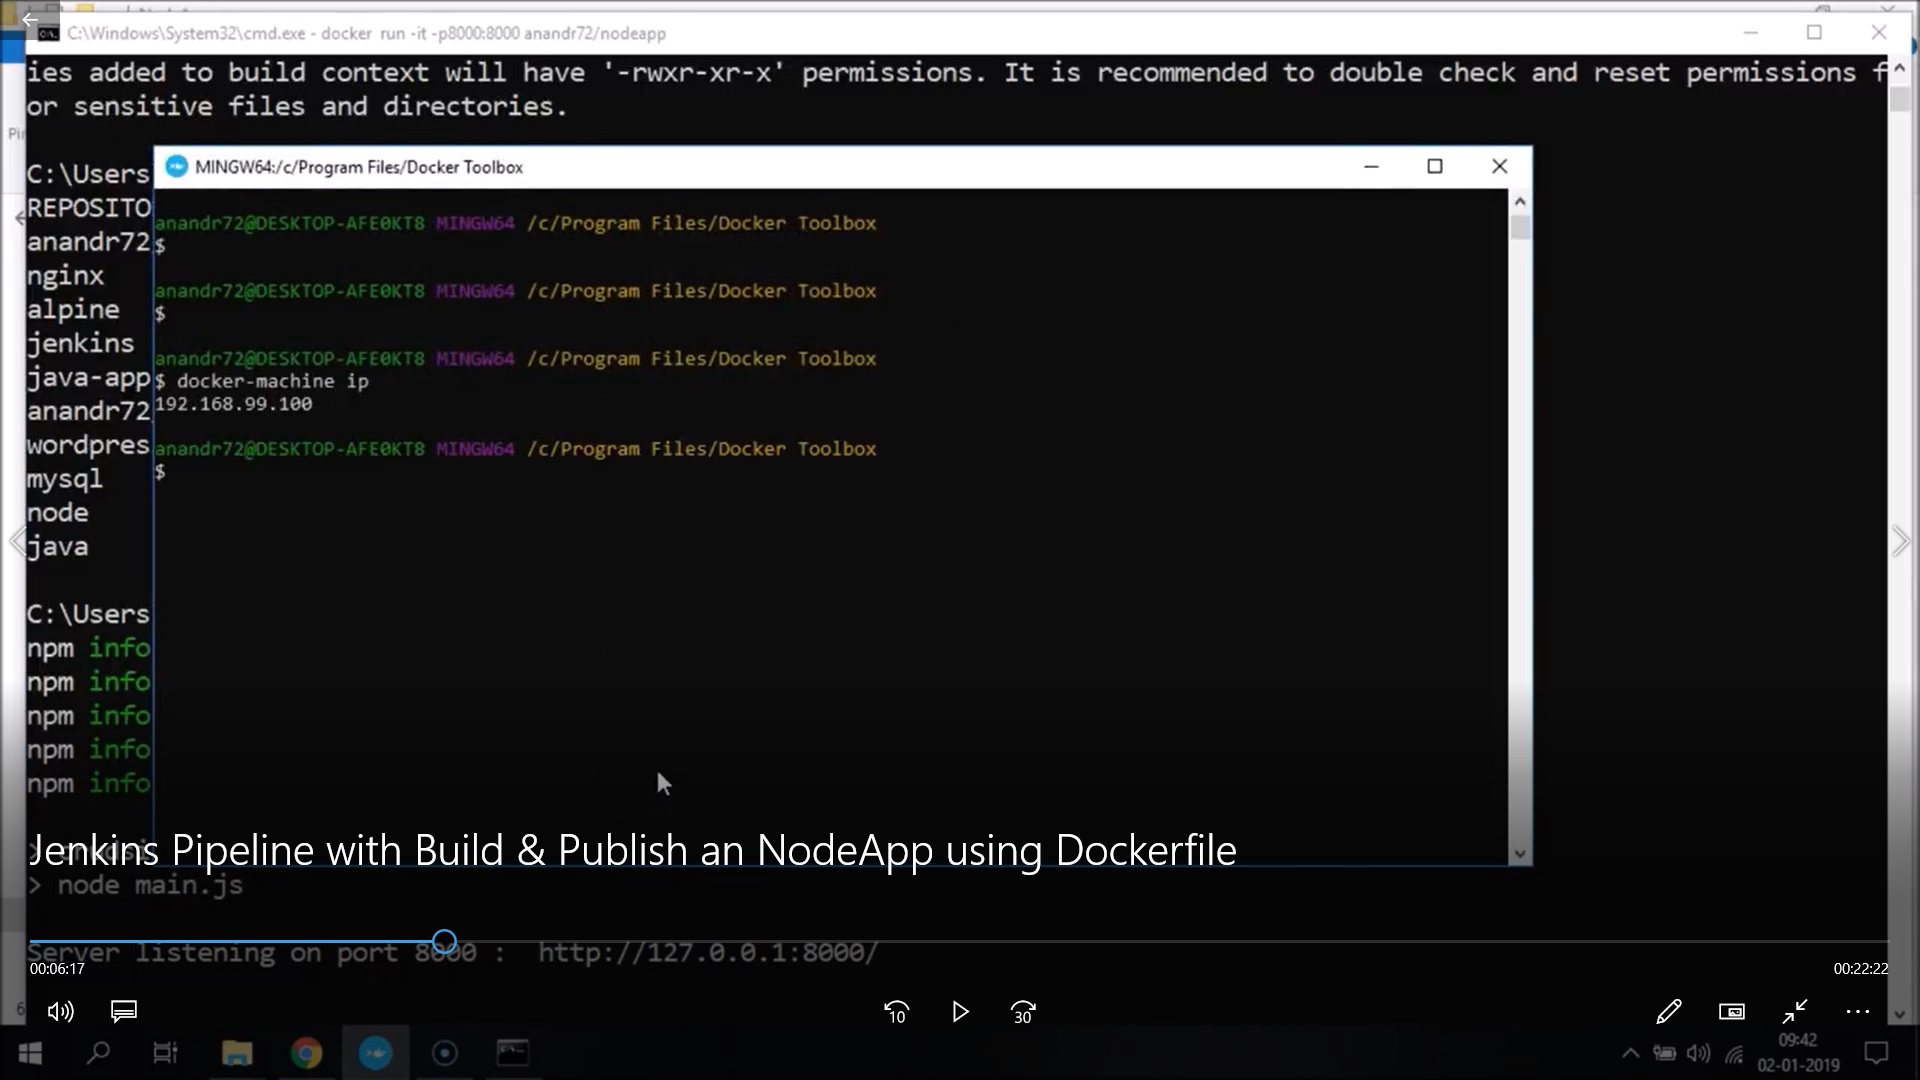 C:\Windows\System32\cmd.exe - docker run -it -p8000:8000 anandr72/nodeapp
ies added to build context will have '-rwxr-xr-x' permissions. It is recommended to double check and reset permissions f
or sensitive files and directories.
C:\Users
REPOSITO
anandr72
nginx
alpine
jenkins
java-app
anandr72
wordpres
mysql
node
java
C:\Users
npm info
npm info
npm info
npm info
npm info
MINGW64:/c/Program Files/Docker Toolbox
anandr72@DESKTOP-AFE0KT8 MINGW64 /c/Program Files/Docker Toolbox
$
anandr72@DESKTOP-AFE0KT8 MINGW64 /c/Program Files/Docker Toolbox
$
anandr72@DESKTOP-AFE0KT8 MINGW64 /c/Program Files/Docker Toolbox
$ docker-machine ip
192.168.99.100
anandr72@DESKTOP-AFE0KT8 MINGW64 /c/Program Files/Docker Toolbox
$
Jenkins Pipeline with Build & Publish an NodeApp using Dockerfile
> node main.js
Server listening on port 8000 : http://127.0.0.1:8000/
00:06:17
00:22:22
10
30
09:42
02-01-2019